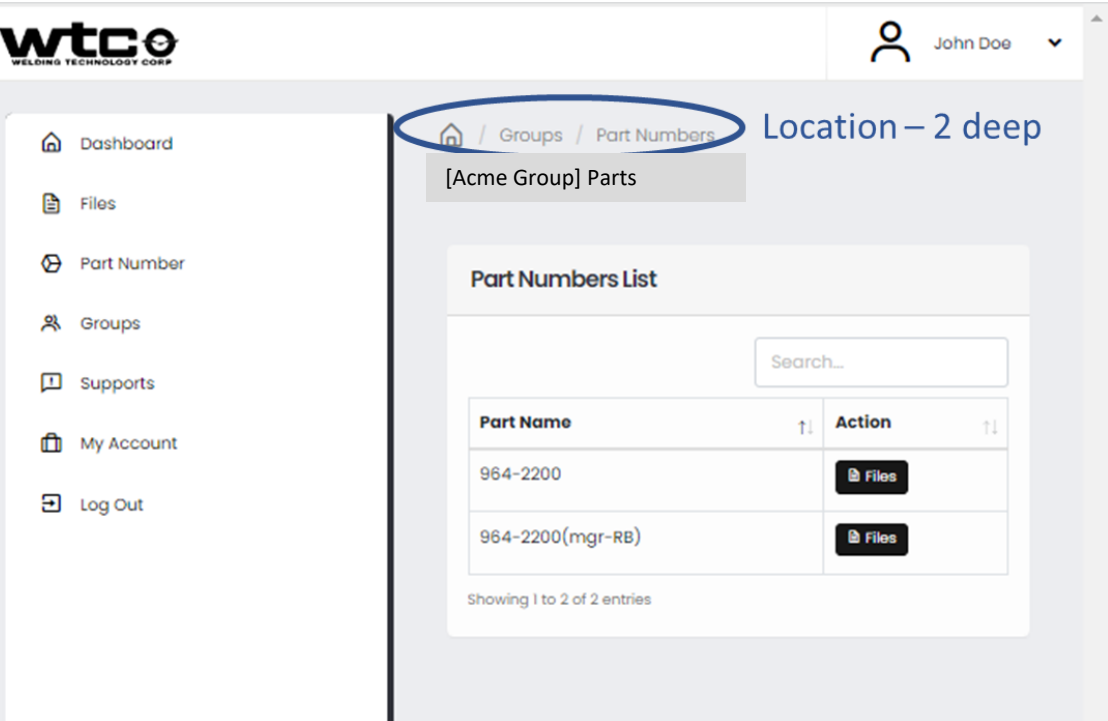 wtco
WELDING TECHNOLOGY CORP
John Doe
Dashboard
Files
Part Number
Groups
Supports
My Account
Log Out
/ Groups / Part Numbers
Location – 2 deep
[Acme Group] Parts
Part Numbers List
Search...
Part Name ↑↓ Action ↑↓
964-2200 Files
964-2200(mgr-RB) Files
Showing 1 to 2 of 2 entries